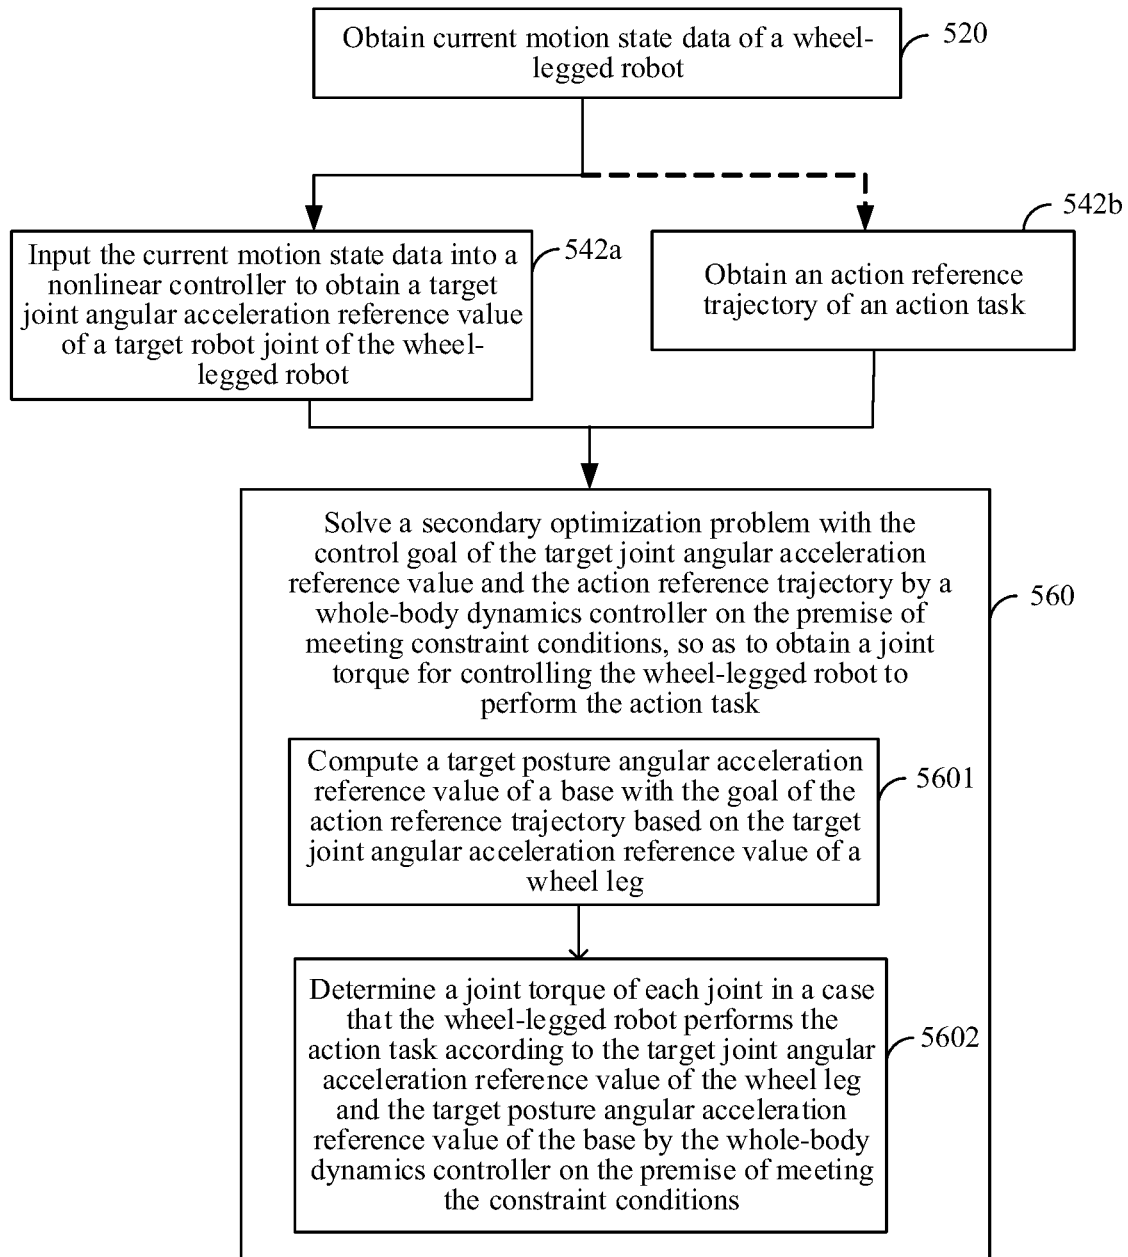 Obtain current motion state data of a wheel-
legged robot
520
542b
Input the current motion state data into a
nonlinear controller to obtain a target
joint angular acceleration reference value
of a target robot joint of the wheel-
legged robot
542a
Obtain an action reference
trajectory of an action task
Solve a secondary optimization problem with the
control goal of the target joint angular acceleration
reference value and the action reference trajectory by a
whole-body dynamics controller on the premise of
meeting constraint conditions, so as to obtain a joint
torque for controlling the wheel-legged robot to
perform the action task
560
Compute a target posture angular acceleration
reference value of a base with the goal of the
action reference trajectory based on the target
joint angular acceleration reference value of a
wheel leg
5601
Determine a joint torque of each joint in a case
that the wheel-legged robot performs the
action task according to the target joint angular
acceleration reference value of the wheel leg
and the target posture angular acceleration
reference value of the base by the whole-body
dynamics controller on the premise of meeting
the constraint conditions
5602